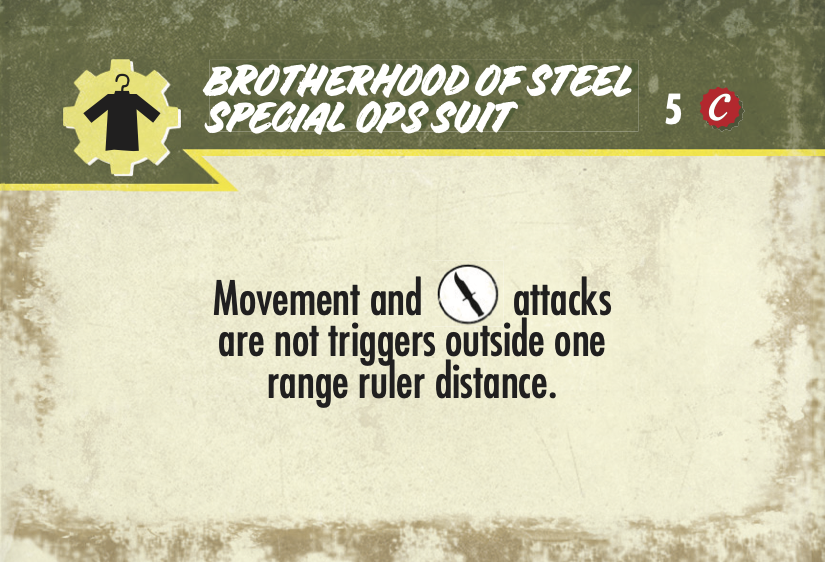 BROTHERHOOD OF STEEL
SPECIAL OPS SUIT
5 C
Movement and attacks
are not triggers outside one
range ruler distance.